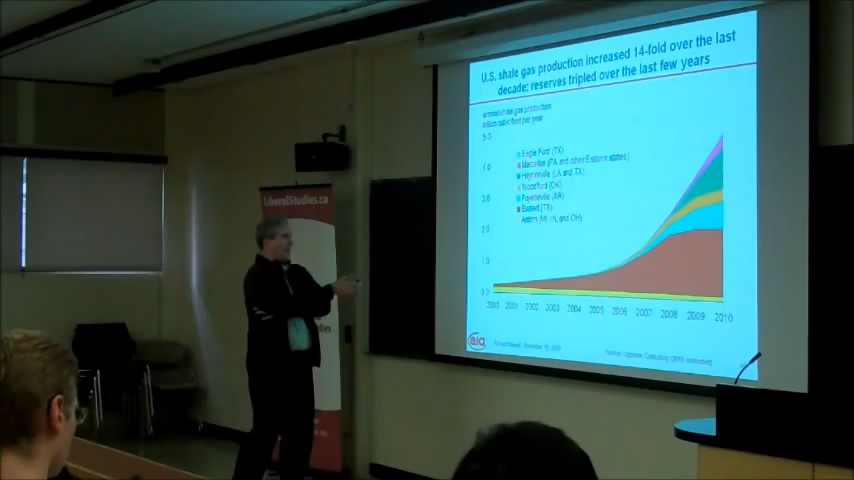 U.S. shale gas production increased 14-fold over the last
decade; reserves tripled over the last few years
annual shale gas production
trillion cubic feet per year
5.0
4.0
3.0
2.0
1.0
0.0
Eagle Ford (TX)
Marcellus (PA and other Eastern states)
Haynesville (LA and TX)
Woodford (OK)
Fayetteville (AR)
Barnett (TX)
Antrim (MI, IN, and OH)
2000 2001 2002 2003 2004 2005 2006 2007 2008 2009 2010
eia
LiberalStudies.ca